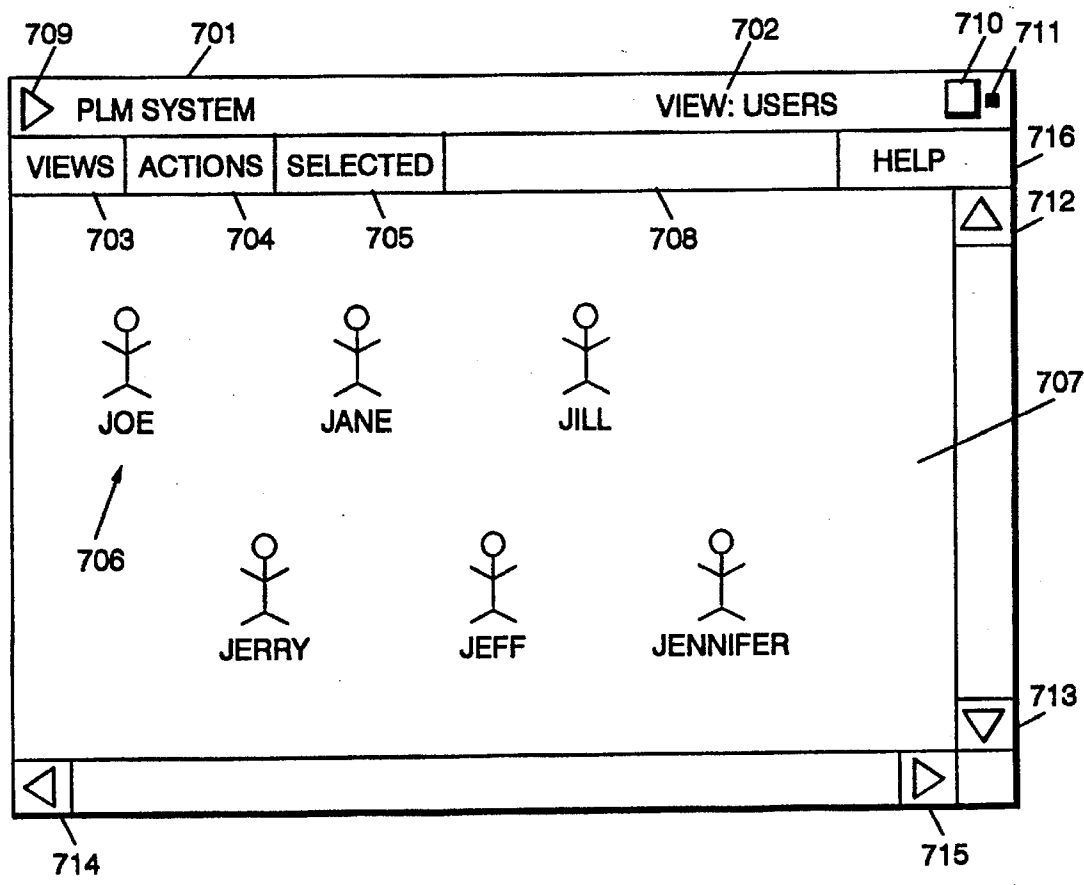 709 701 702 710 711
PLM SYSTEM VIEW: USERS
VIEWS ACTIONS SELECTED HELP 716
703 704 705 708 712
JOE JANE JILL 707
706
JERRY JEFF JENNIFER
713
714 715